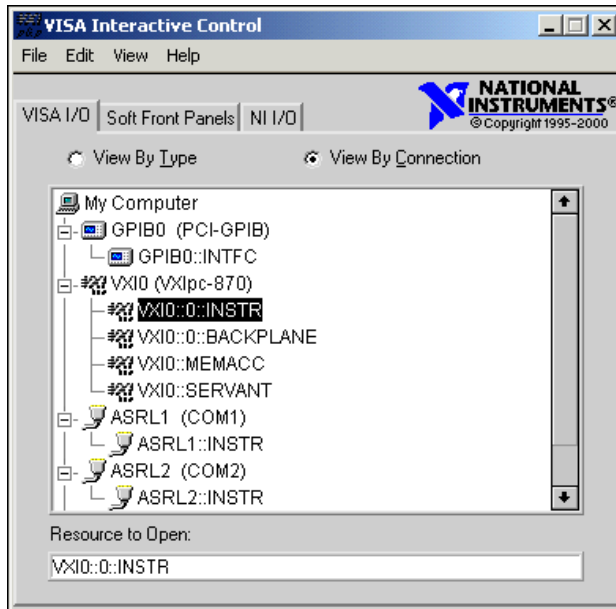 VISA Interactive Control
File Edit View Help
NATIONAL
INSTRUMENTS®
© Copyright 1995-2000
VISA I/O Soft Front Panels NI I/O
View By Type View By Connection
My Computer
GPIB0 (PCI-GPIB)
GPIB0::INTFC
VXI0 (VXIpc-870)
VXI0::0::INSTR
VXI0::0::BACKPLANE
VXI0::MEMACC
VXI0::SERVANT
ASRL1 (COM1)
ASRL1::INSTR
ASRL2 (COM2)
ASRL2::INSTR
Resource to Open:
VXI0::0::INSTR